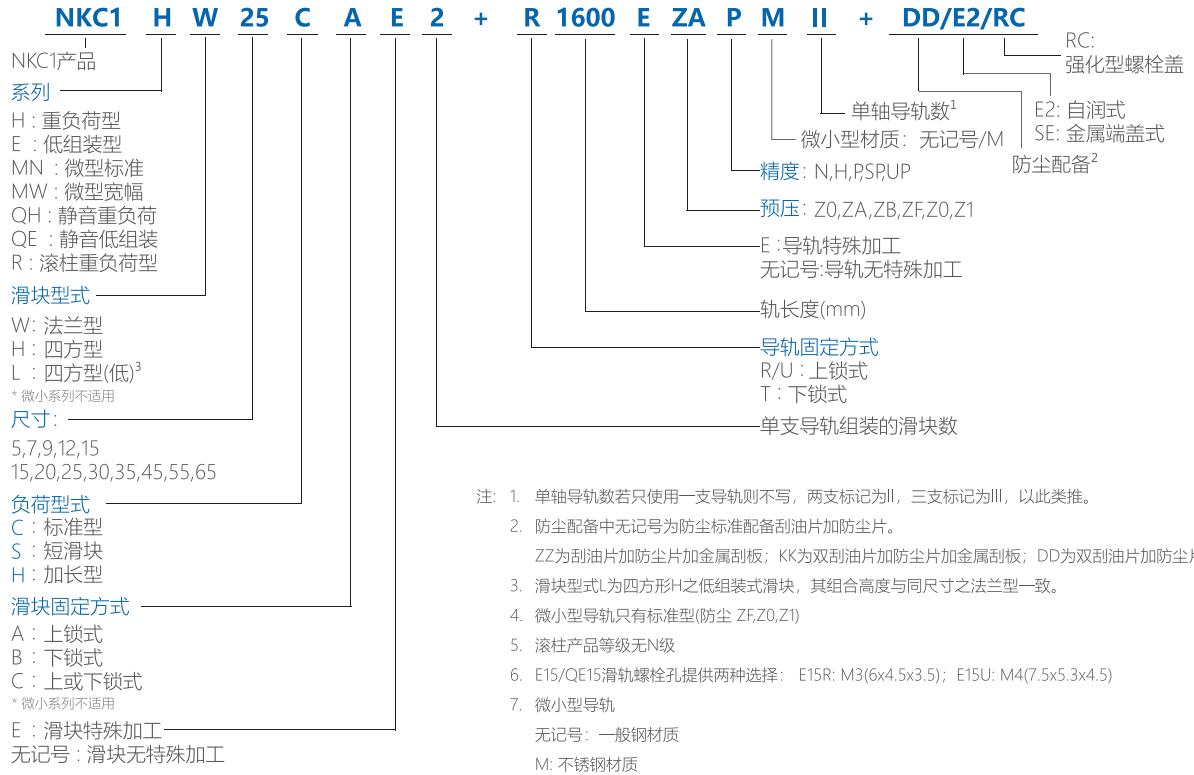 NKC1 H W 25 C A E 2 + R 1600 E ZA P M II + DD/E2/RC
NKC1产品
系列
H : 重负荷型
E : 低组装型
MN : 微型标准
MW : 微型宽幅
QH : 静音重负荷
QE : 静音低组装
R : 滚柱重负荷型
滑块型式
W : 法兰型
H : 四方型
L : 四方型(低)3
* 微小系列不适用
尺寸 :
5,7,9,12,15
15,20,25,30,35,45,55,65
负荷型式
C : 标准型
S : 短滑块
H : 加长型
滑块固定方式
A : 上锁式
B : 下锁式
C : 上或下锁式
* 微小系列不适用
E : 滑块特殊加工
无记号 : 滑块无特殊加工
RC:
强化型螺栓盖
E2: 自润式
SE: 金属端盖式
防尘配备2
单轴导轨数1
微小型材质：无记号/M
精度 : N,H,P,SP,UP
预压 : Z0,ZA,ZB,ZF,Z0,Z1
E : 导轨特殊加工
无记号:导轨无特殊加工
轨长度(mm)
导轨固定方式
R/U : 上锁式
T : 下锁式
单支导轨组装的滑块数
注: 1. 单轴导轨数若只使用一支导轨则不写，两支标记为II，三支标记为III，以此类推。
2. 防尘配备中无记号为防尘标准配备刮油片加防尘片。
ZZ为刮油片加防尘片加金属刮板；KK为双刮油片加防尘片加金属刮板；DD为双刮油片加防尘
3. 滑块型式L为四方形H之低组装式滑块，其组合高度与同尺寸之法兰型一致。
4. 微小型导轨只有标准型(防尘 ZF,Z0,Z1)
5. 滚柱产品等级无N级
6. E15/QE15滑轨螺栓孔提供两种选择： E15R: M3(6x4.5x3.5)；E15U: M4(7.5x5.3x4.5)
7. 微小型导轨
无记号：一般钢材质
M: 不锈钢材质